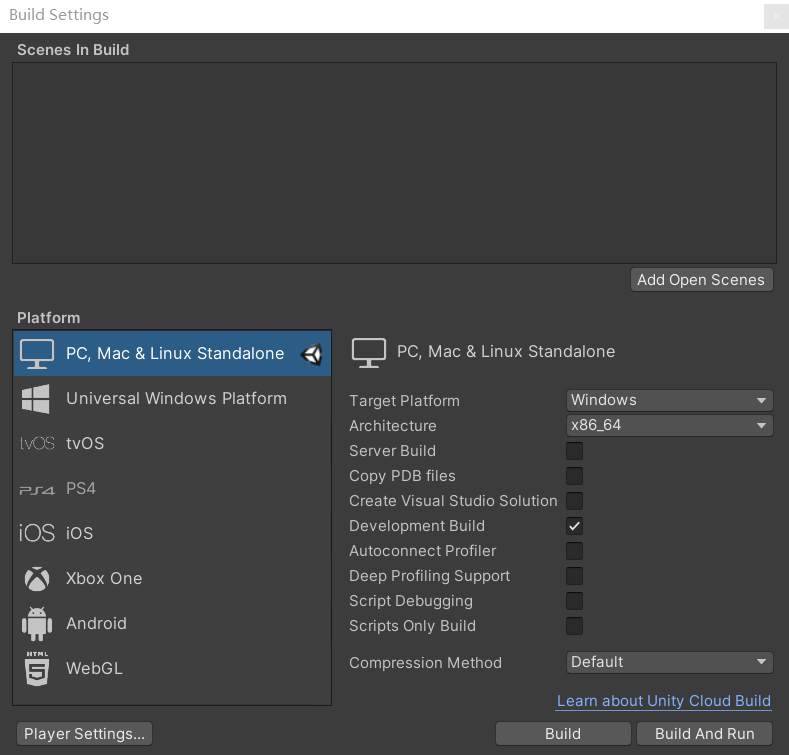 Build Settings
Scenes In Build
Add Open Scenes
Platform
PC, Mac & Linux Standalone
Universal Windows Platform
tvOS tvOS
PS4 PS4
iOS iOS
Xbox One
Android
HTML 5 WebGL
PC, Mac & Linux Standalone
Target Platform Windows
Architecture x86_64
Server Build
Copy PDB files
Create Visual Studio Solution
Development Build
Autoconnect Profiler
Deep Profiling Support
Script Debugging
Scripts Only Build
Compression Method Default
Learn about Unity Cloud Build
Player Settings... Build Build And Run